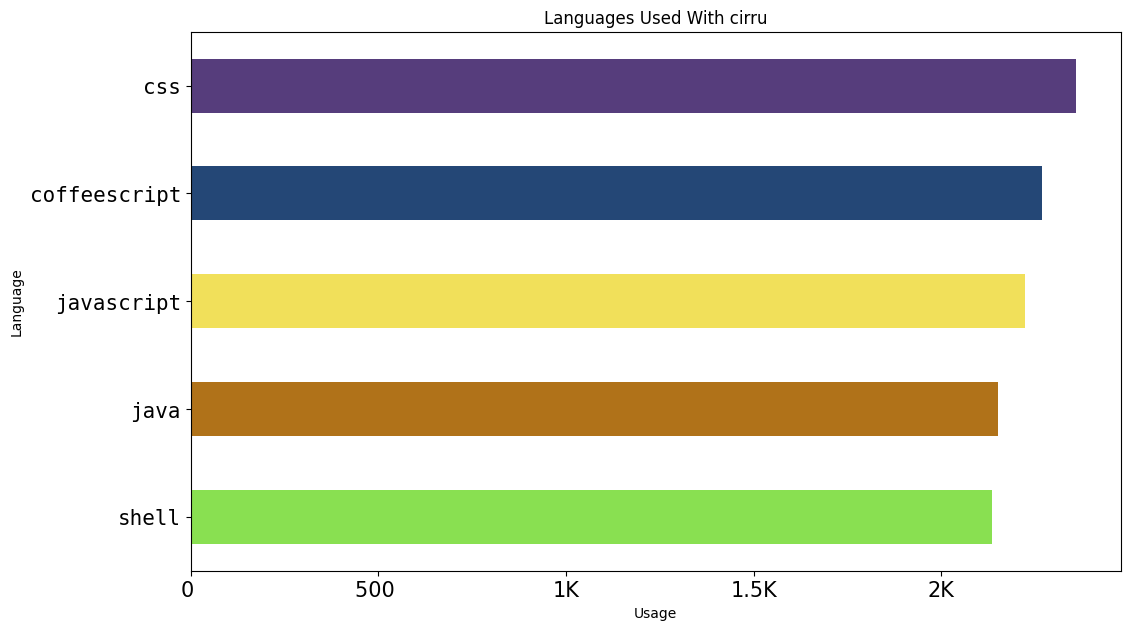 Languages Used With cirru
css
coffeescript
javascript
java
shell
Language
0 500 1K 1.5K 2K
Usage